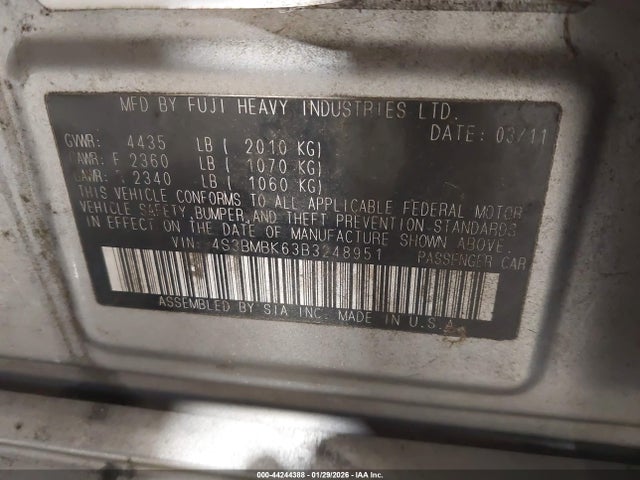 MFD BY FUJI HEAVY INDUSTRIES LTD.
DATE: 03/11
GVWR: 4435 LB ( 2010 KG)
GAWR: F 2360 LB ( 1070 KG)
GAWR: 2340 LB ( 1060 KG)
THIS VEHICLE CONFORMS TO ALL APPLICABLE FEDERAL MOTOR
VEHICLE SAFETY, BUMPER, AND THEFT PREVENTION STANDARDS
IN EFFECT ON THE DATE OF MANUFACTURE SHOWN ABOVE.
VIN: 4S3BMBK63B3248951 PASSENGER CAR
ASSEMBLED BY SIA INC. MADE IN U.S.A.
000-44244388 | 01/29/2026 - IAA Inc.